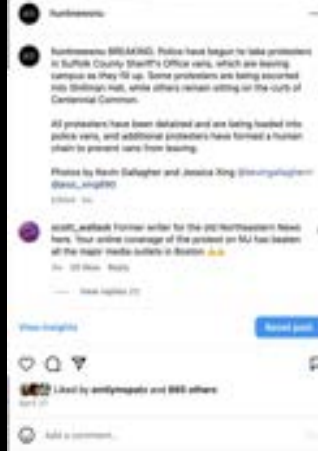 huntnewsnu
huntnewsnu BREAKING: Police have begun to take protesters
in Suffolk County Sheriff's Office vans, which are leaving
campus as they fill up. Some protesters are being escorted
into Shillman Hall, while others remain sitting on the curb of
Centennial Common.
All protesters have been detained and are being loaded into
police vans, and additional protesters have formed a human
chain to prevent vans from leaving.
Photos by Kevin Gallagher and Jessica Xing
scott_wallask Former writer for the old Northeastern News
here. Your online coverage of the protest on NU has beaten
all the major media outlets in Boston
Reply
View replies
View insights
Boost post
Liked by and 665 others
April
Add a comment...